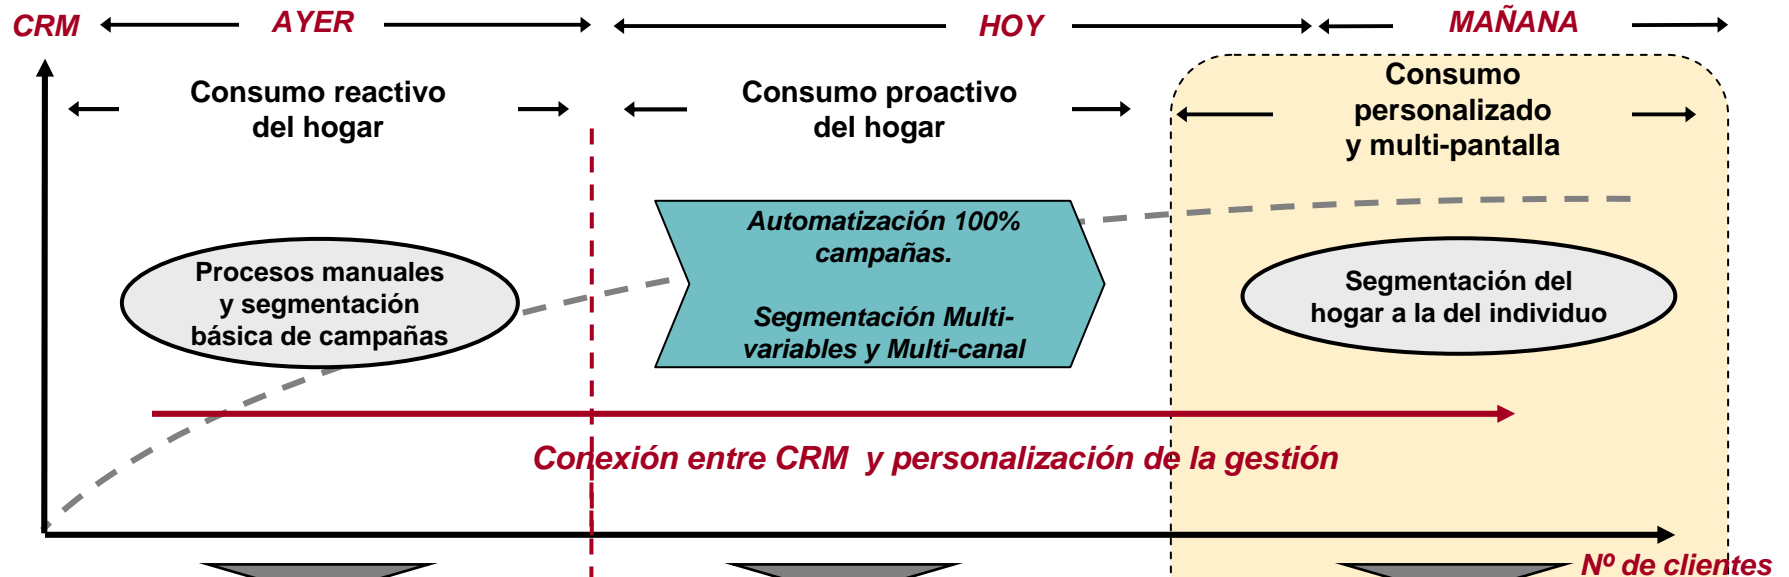 CRM AYER HOY MAÑANA
Consumo reactivo
del hogar
Consumo proactivo
del hogar
Consumo
personalizado
y multi-pantalla
Procesos manuales
y segmentación
básica de campañas
Automatización 100%
campañas.
Segmentación Multi-
variables y Multi-canal
Segmentación del
hogar a la del individuo
Conexión entre CRM y personalización de la gestión
Nº de clientes